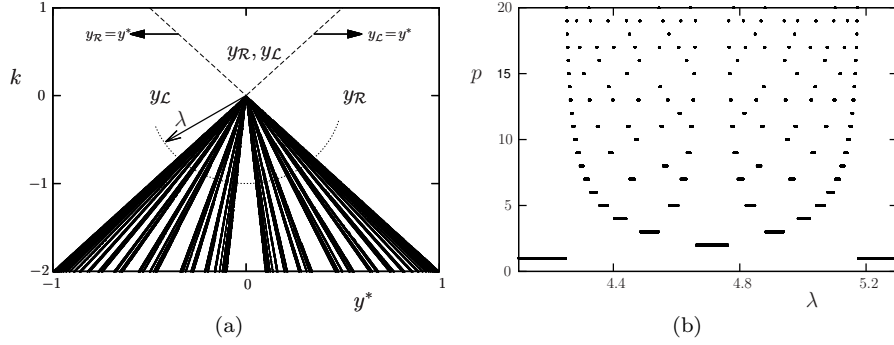 1
k
0
−1
−2
y_R = y*
y_R, y_L
y_L = y*
y_L
λ
y_R
−1
0
1
y*
(a)
20
p
15
10
5
0
4.4
4.8
5.2
λ
(b)